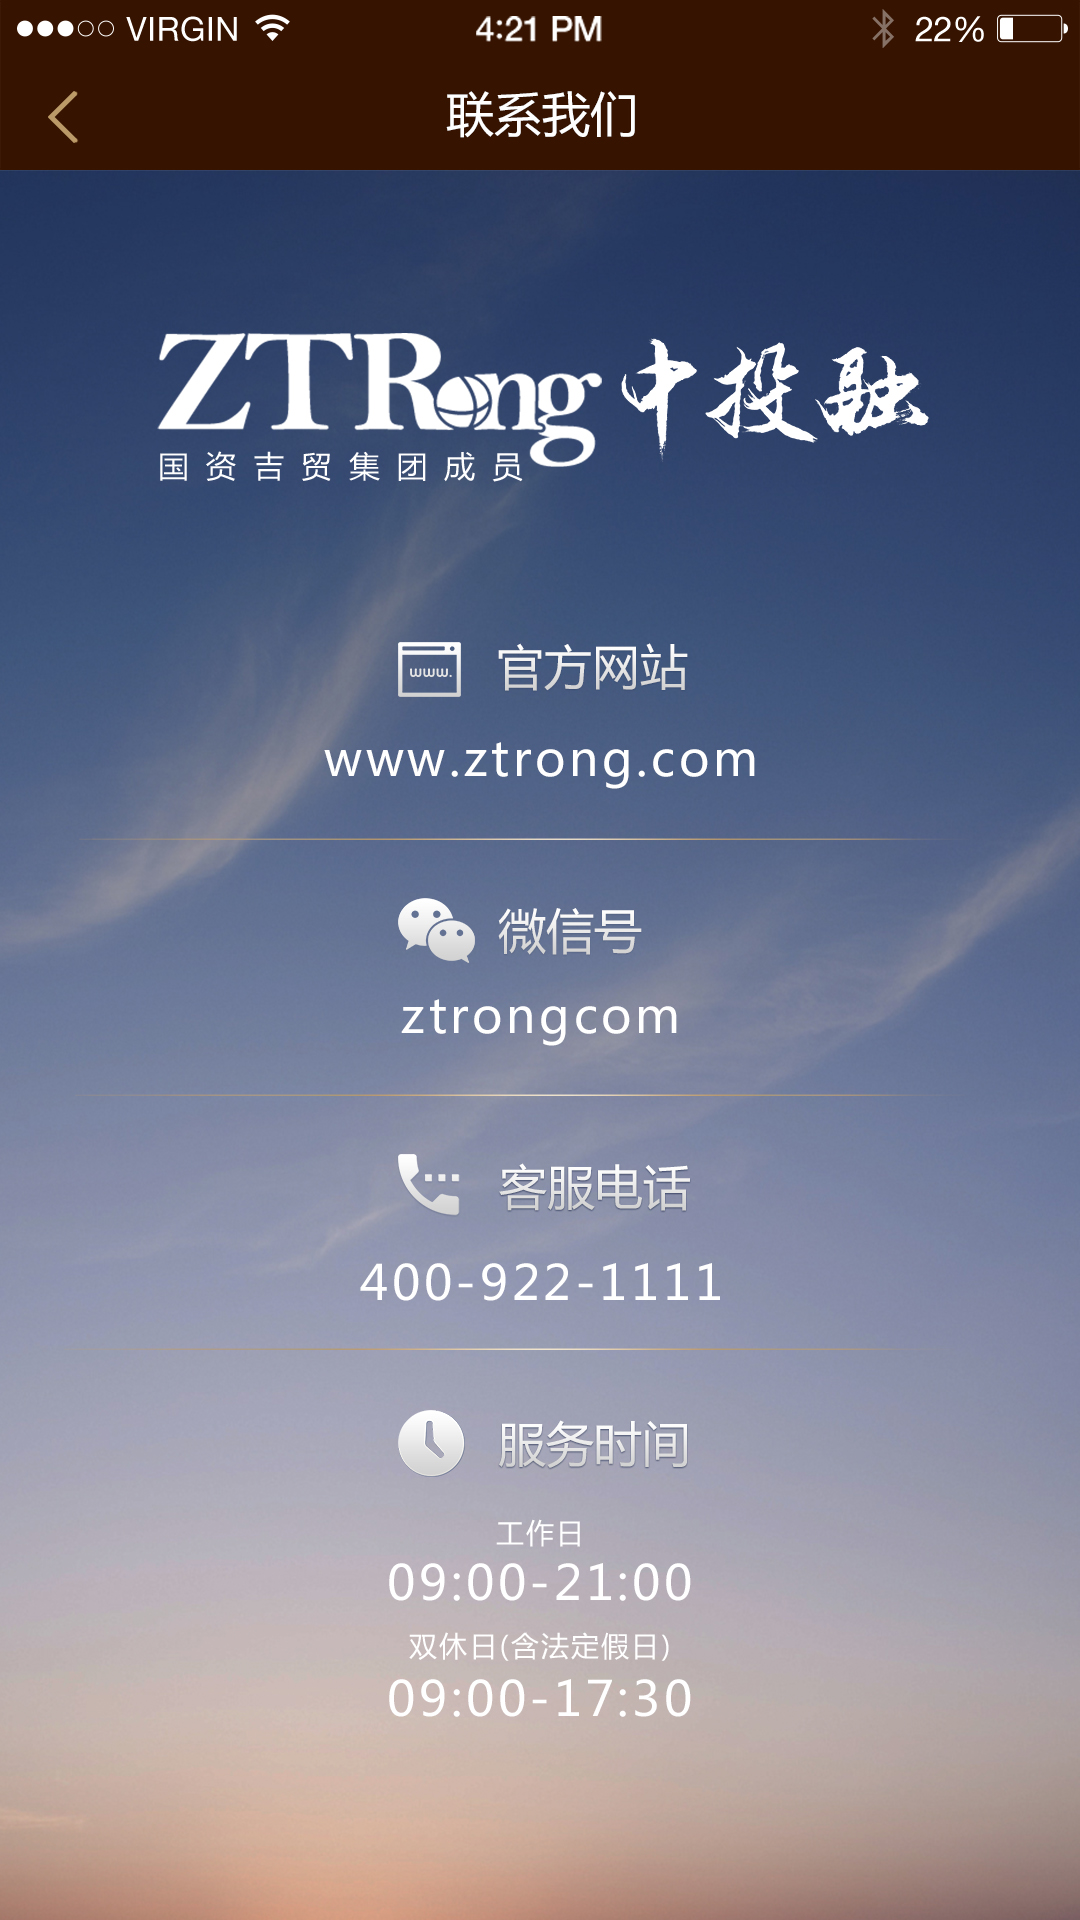 VIRGIN 4:21 PM 22%
联系我们
ZTRong 中投融
国资吉贸集团成员
www. 官方网站
www.ztrong.com
微信号
ztrongcom
客服电话
400-922-1111
服务时间
工作日
09:00-21:00
双休日(含法定假日)
09:00-17:30